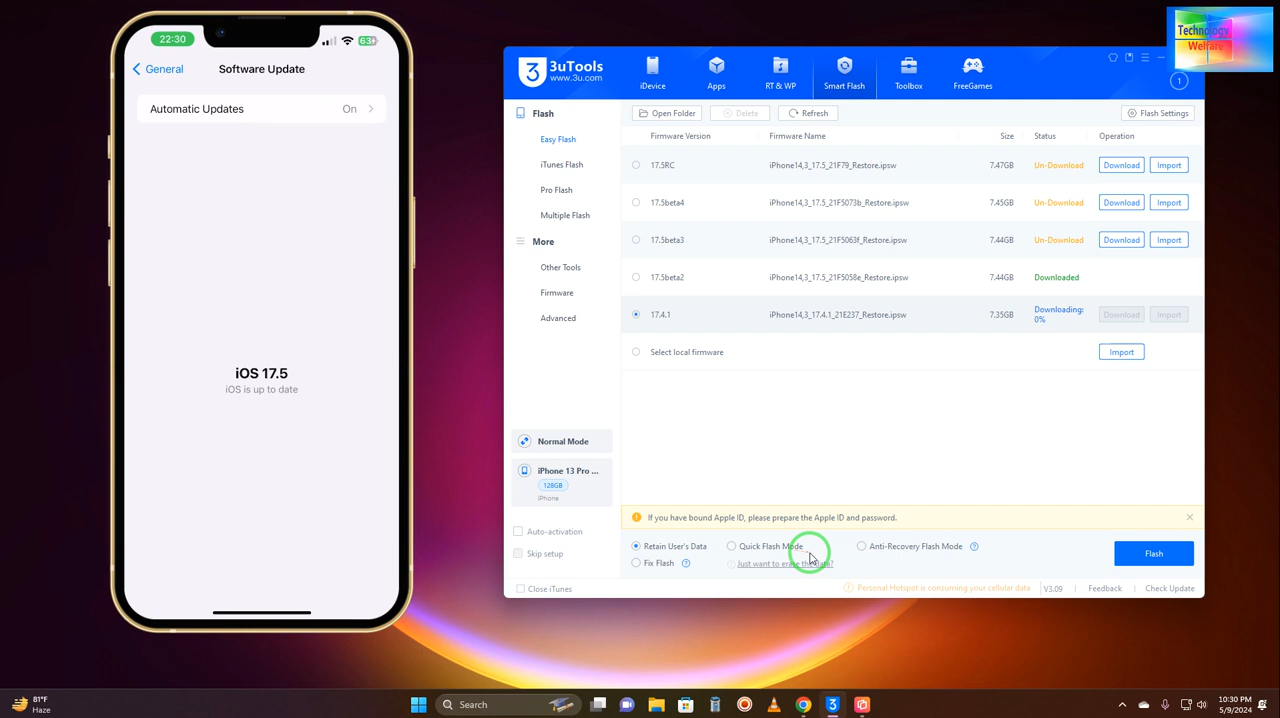 22:30
63
General
Software Update
Automatic Updates
On
iOS 17.5
iOS is up to date
Technology
Welfare
3uTools
www.3u.com
iDevice
Apps
RT & WP
Smart Flash
Toolbox
FreeGames
1
Flash
Easy Flash
iTunes Flash
Pro Flash
Multiple Flash
More
Other Tools
Firmware
Advanced
Normal Mode
iPhone 13 Pro ...
128GB
iPhone
Auto-activation
Skip setup
Open Folder
Delete
Refresh
Flash Settings
Firmware Version Firmware Name Size Status Operation
17.5RC iPhone14,3_17.5_21F79_Restore.ipsw 7.47GB Un-Download Download Import
17.5beta4 iPhone14,3_17.5_21F5073b_Restore.ipsw 7.45GB Un-Download Download Import
17.5beta3 iPhone14,3_17.5_21F5063f_Restore.ipsw 7.44GB Un-Download Download Import
17.5beta2 iPhone14,3_17.5_21F5058e_Restore.ipsw 7.44GB Downloaded
17.4.1 iPhone14,3_17.4.1_21E237_Restore.ipsw 7.35GB Downloading: 0% Download Import
Select local firmware Import
If you have bound Apple ID, please prepare the Apple ID and password.
Retain User's Data
Quick Flash Mode
Anti-Recovery Flash Mode
Fix Flash
Just want to erase the data?
Flash
Close iTunes
Personal Hotspot is consuming your cellular data
V3.09
Feedback
Check Update
81°F
Haze
Search
10:30 PM
5/9/2024